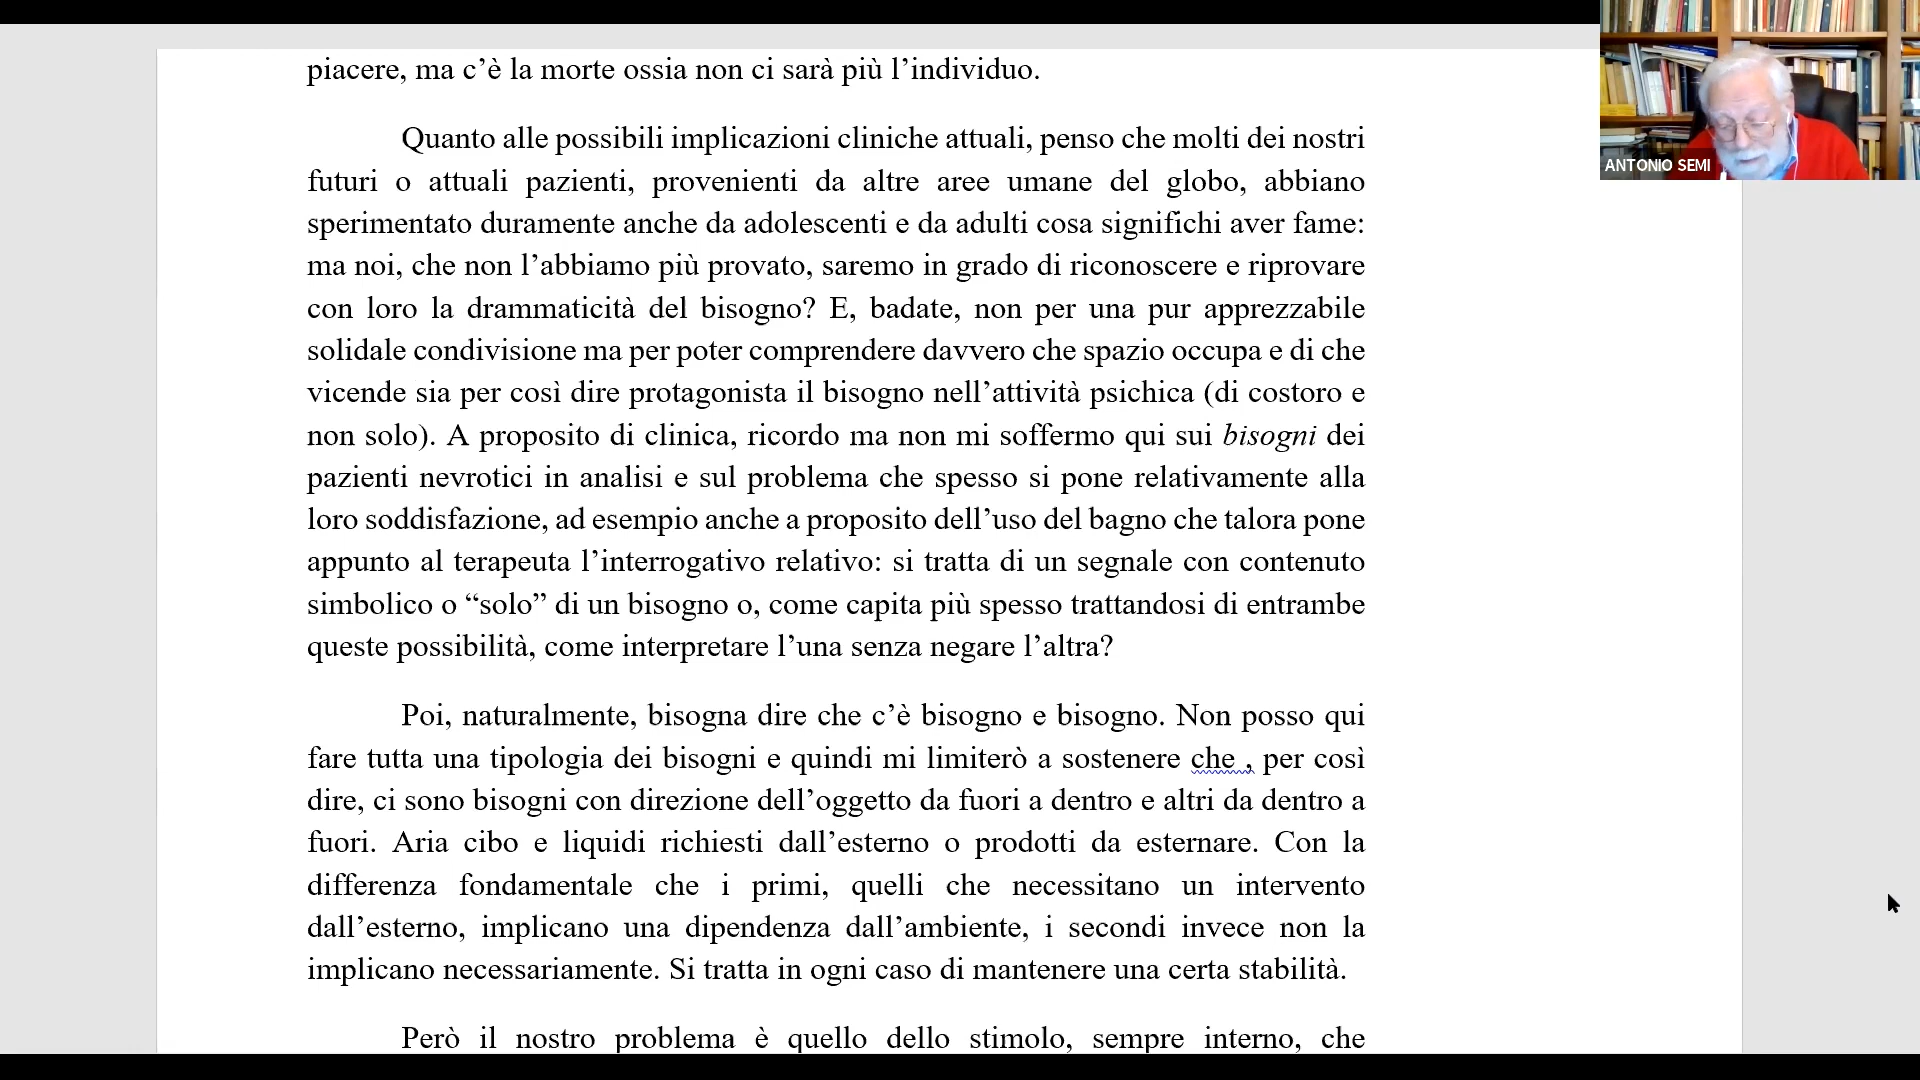 piacere, ma c’è la morte ossia non ci sarà più l’individuo.
Quanto alle possibili implicazioni cliniche attuali, penso che molti dei nostri
futuri o attuali pazienti, provenienti da altre aree umane del globo, abbiano
sperimentato duramente anche da adolescenti e da adulti cosa significhi aver fame:
ma noi, che non l’abbiamo più provato, saremo in grado di riconoscere e riprovare
con loro la drammaticità del bisogno? E, badate, non per una pur apprezzabile
solidale condivisione ma per poter comprendere davvero che spazio occupa e di che
vicende sia per così dire protagonista il bisogno nell’attività psichica (di costoro e
non solo). A proposito di clinica, ricordo ma non mi soffermo qui sui bisogni dei
pazienti nevrotici in analisi e sul problema che spesso si pone relativamente alla
loro soddisfazione, ad esempio anche a proposito dell’uso del bagno che talora pone
appunto al terapeuta l’interrogativo relativo: si tratta di un segnale con contenuto
simbolico o “solo” di un bisogno o, come capita più spesso trattandosi di entrambe
queste possibilità, come interpretare l’una senza negare l’altra?
Poi, naturalmente, bisogna dire che c’è bisogno e bisogno. Non posso qui
fare tutta una tipologia dei bisogni e quindi mi limiterò a sostenere che , per così
dire, ci sono bisogni con direzione dell’oggetto da fuori a dentro e altri da dentro a
fuori. Aria cibo e liquidi richiesti dall’esterno o prodotti da esternare. Con la
differenza fondamentale che i primi, quelli che necessitano un intervento
dall’esterno, implicano una dipendenza dall’ambiente, i secondi invece non la
implicano necessariamente. Si tratta in ogni caso di mantenere una certa stabilità.
Però il nostro problema è quello dello stimolo, sempre interno, che
ANTONIO SEMI